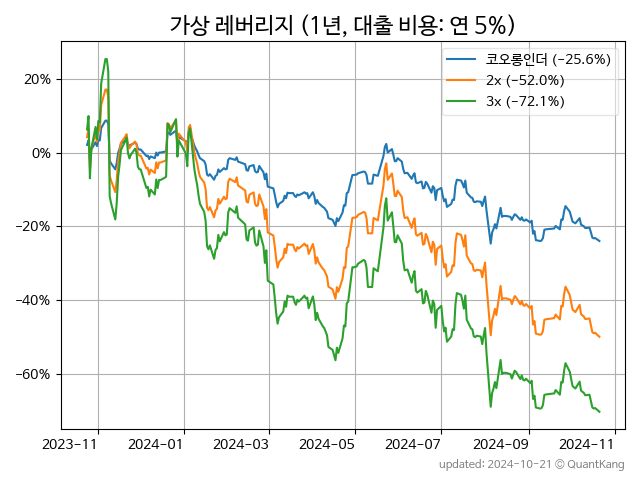 가상 레버리지 (1년, 대출 비용: 연 5%)
코오롱인더 (−25.6%)
2x (−52.0%)
3x (−72.1%)
20%
0%
−20%
−40%
−60%
2023−11 2024−01 2024−03 2024−05 2024−07 2024−09 2024−11
updated: 2024-10-21 © QuantKang